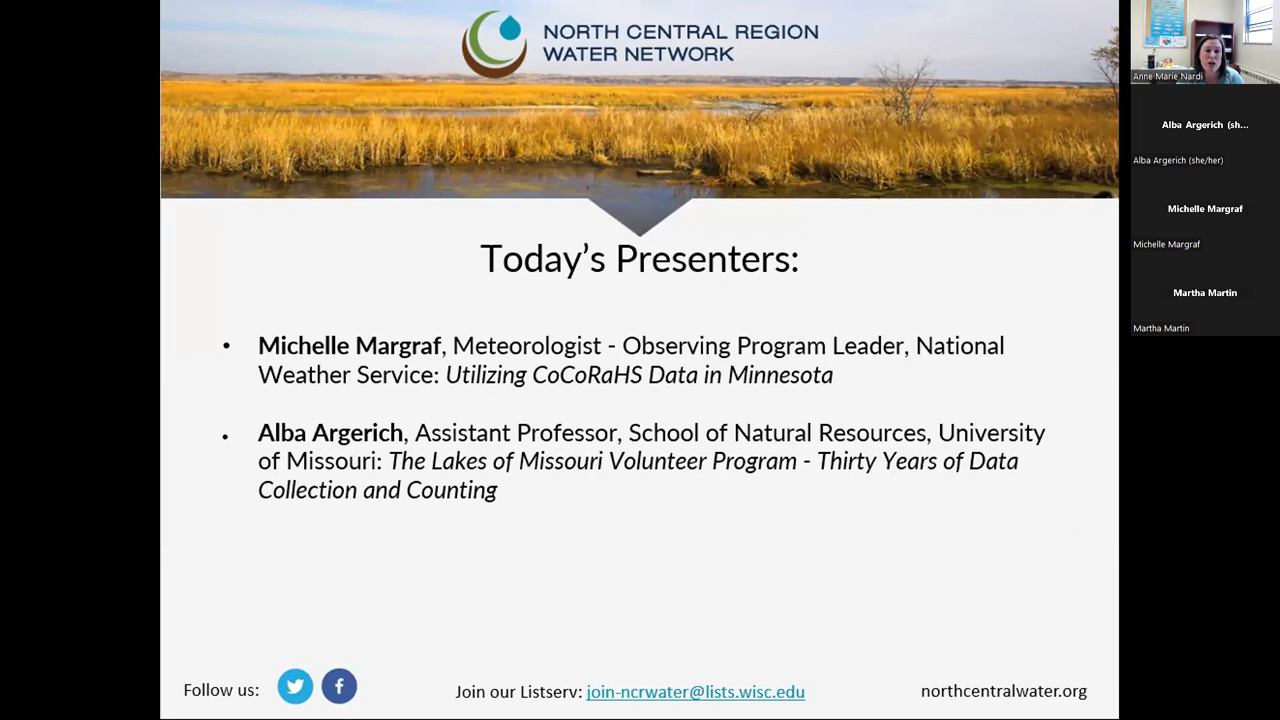 NORTH CENTRAL REGION
WATER NETWORK
Today's Presenters:
• Michelle Margraf, Meteorologist - Observing Program Leader, National
Weather Service: Utilizing CoCoRaHS Data in Minnesota
• Alba Argerich, Assistant Professor, School of Natural Resources, University
of Missouri: The Lakes of Missouri Volunteer Program - Thirty Years of Data
Collection and Counting
Follow us:
Join our Listserv: join-ncrwater@lists.wisc.edu
northcentralwater.org
Anne Marie Nardi
Alba Argerich (sh...
Alba Argerich (she/her)
Michelle Margraf
Michelle Margraf
Martha Martin
Martha Martin